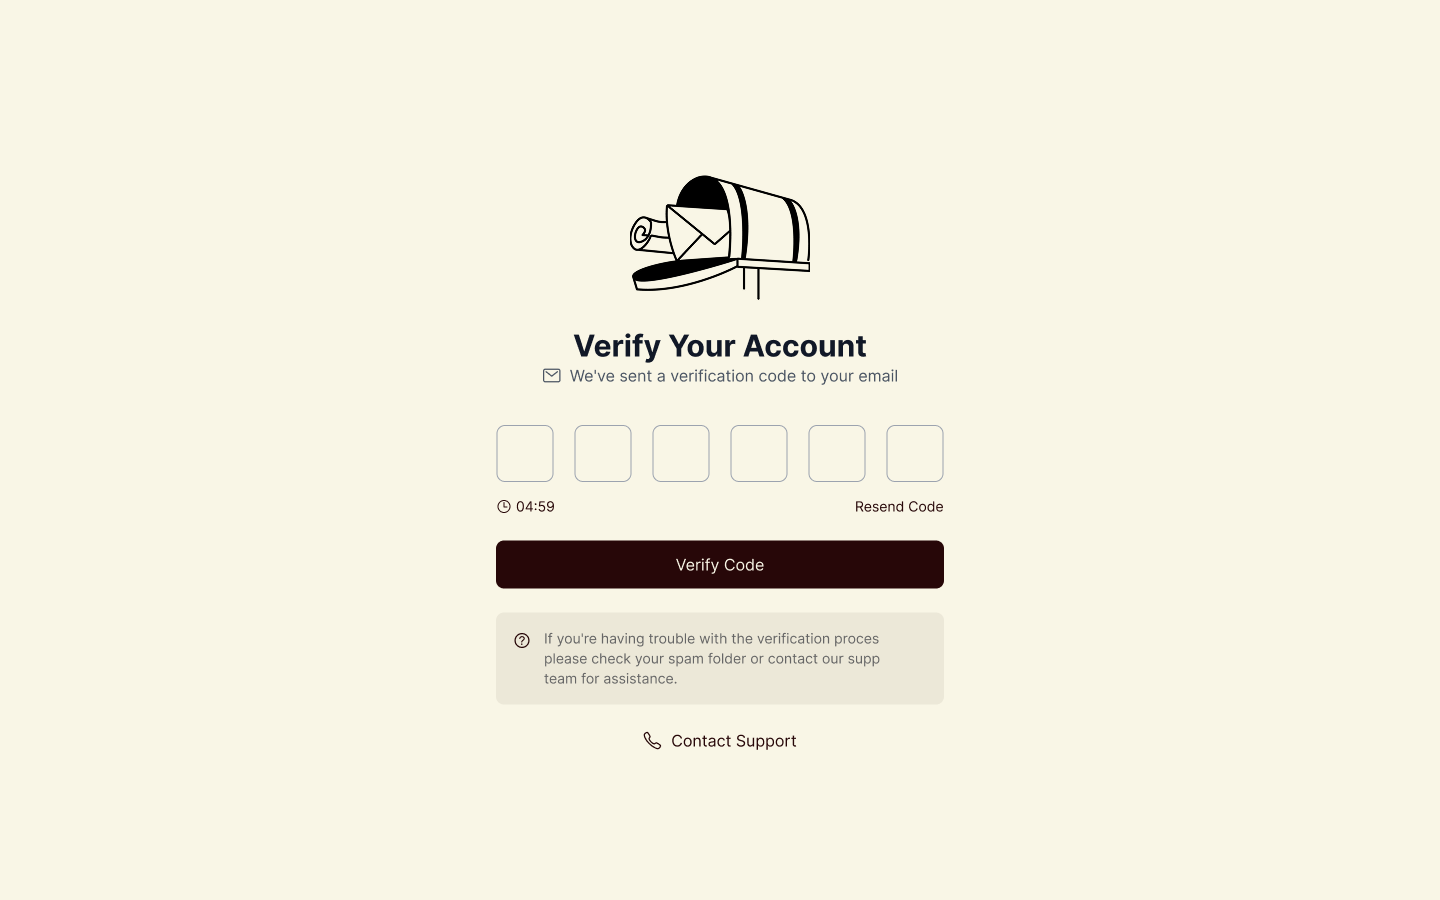 Verify Your Account
We've sent a verification code to your email
04:59
Resend Code
Verify Code
If you're having trouble with the verification proces
please check your spam folder or contact our supp
team for assistance.
Contact Support